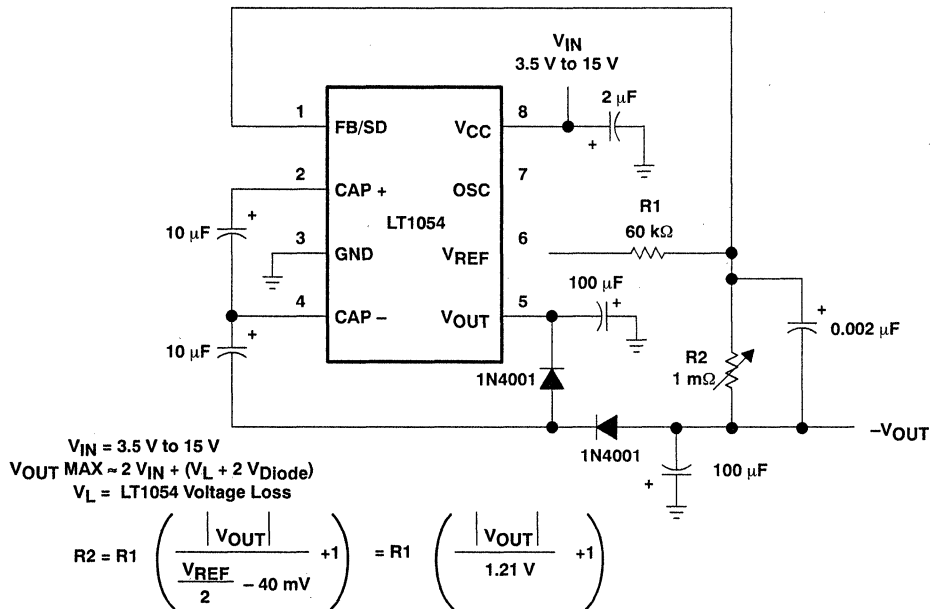 VIN
3.5 V to 15 V
2 μF
+
1
8
FB/SD
VCC
2
7
CAP +
OSC
LT1054
R1
60 kΩ
10 μF
+
3
6
GND
VREF
100 μF
+
4
5
CAP –
VOUT
+
0.002 μF
10 μF
+
R2
1 mΩ
1N4001
–VOUT
1N4001
+
100 μF
VIN = 3.5 V to 15 V
VOUT MAX ≈ 2 VIN + (VL + 2 VDiode)
VL = LT1054 Voltage Loss
R2 = R1 ( |VOUT| / (VREF/2 – 40 mV) +1 ) = R1 ( |VOUT| / 1.21 V +1 )